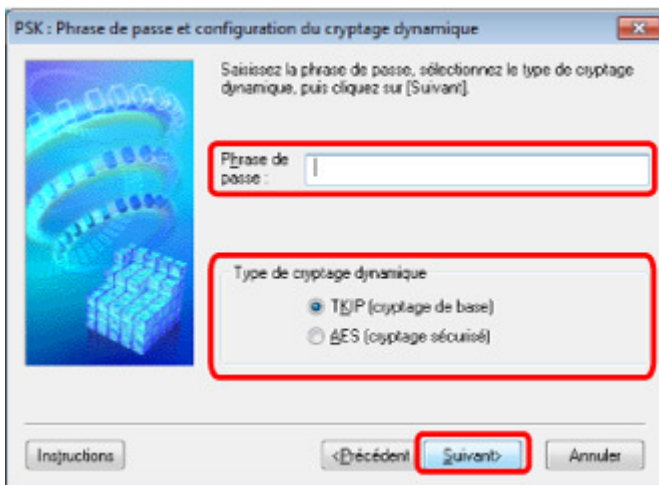 PSK : Phrase de passe et configuration du cryptage dynamique
Saisissez la phrase de passe, sélectionnez le type de cryptage
dynamique, puis cliquez sur [Suivant].
Phrase de
passe :
Type de cryptage dynamique
TKIP (cryptage de base)
AES (cryptage sécurisé)
Instructions
<Précédent
Suivant>
Annuler